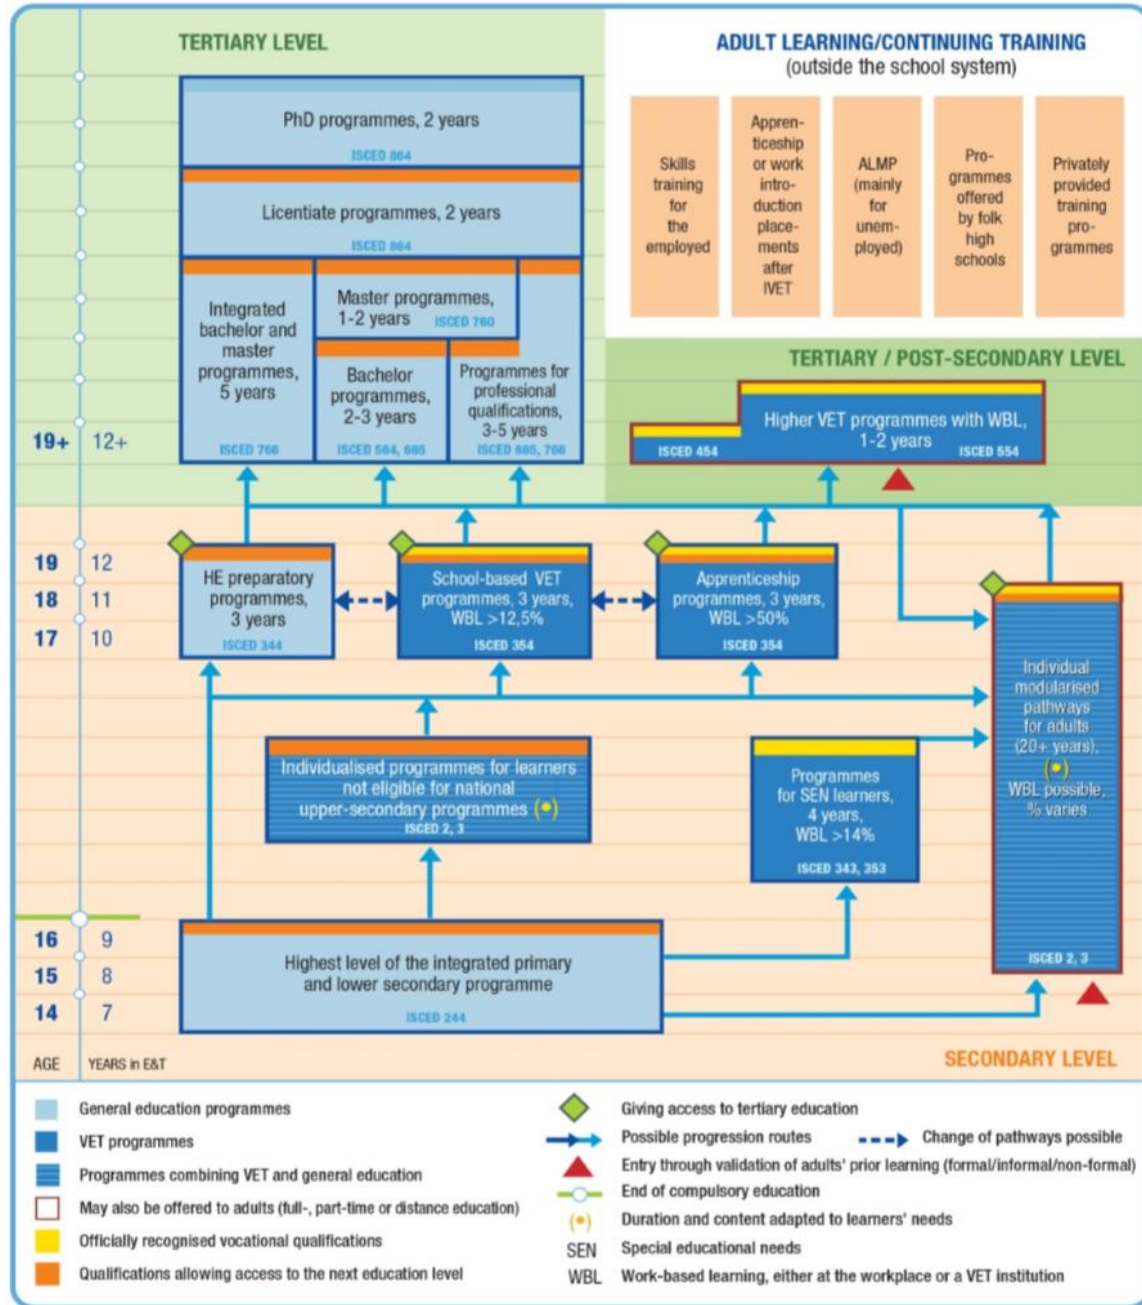 TERTIARY LEVEL
ADULT LEARNING/CONTINUING TRAINING
(outside the school system)
PhD programmes, 2 years
ISCED 864
Licentiate programmes, 2 years
ISCED 864
Integrated
bachelor and
master
programmes,
5 years
ISCED 766
Master programmes,
1-2 years ISCED 760
Bachelor
programmes,
2-3 years
ISCED 564, 665
Programmes for
professional
qualifications,
3-5 years
ISCED 665, 766
Skills
training
for
the
employed
Appren-
ticeship
or work
intro-
duction
place-
ments
after
IVET
ALMP
(mainly
for
unem-
ployed)
Pro-
grammes
offered
by folk
high
schools
Privately
provided
training
pro-
grammes
TERTIARY / POST-SECONDARY LEVEL
Higher VET programmes with WBL,
1-2 years
ISCED 454
ISCED 554
19+ 12+
19 12
18 11
17 10
HE preparatory
programmes,
3 years
ISCED 344
School-based VET
programmes, 3 years,
WBL >12,5%
ISCED 354
Apprenticeship
programmes, 3 years,
WBL >50%
ISCED 354
Individual
modularised
pathways
for adults
(20+ years),
(•)
WBL possible,
% varies
ISCED 2, 3
Individualised programmes for learners
not eligible for national
upper-secondary programmes (•)
ISCED 2, 3
Programmes
for SEN learners,
4 years,
WBL >14%
ISCED 343, 353
16 9
15 8
14 7
Highest level of the integrated primary
and lower secondary programme
ISCED 244
AGE YEARS in E&T
SECONDARY LEVEL
General education programmes
VET programmes
Programmes combining VET and general education
May also be offered to adults (full-, part-time or distance education)
Officially recognised vocational qualifications
Qualifications allowing access to the next education level
Giving access to tertiary education
Possible progression routes
Change of pathways possible
Entry through validation of adults' prior learning (formal/informal/non-formal)
End of compulsory education
(•) Duration and content adapted to learners' needs
SEN Special educational needs
WBL Work-based learning, either at the workplace or a VET institution